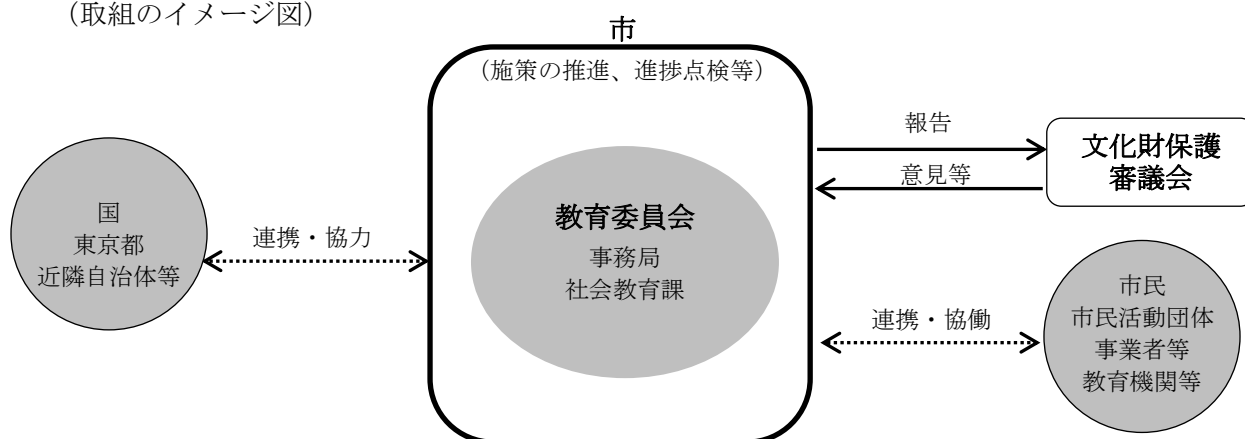 （取組のイメージ図）
市
（施策の推進、進捗点検等）
教育委員会
事務局
社会教育課
国
東京都
近隣自治体等
連携・協力
報告
意見等
文化財保護
審議会
連携・協働
市民
市民活動団体
事業者等
教育機関等